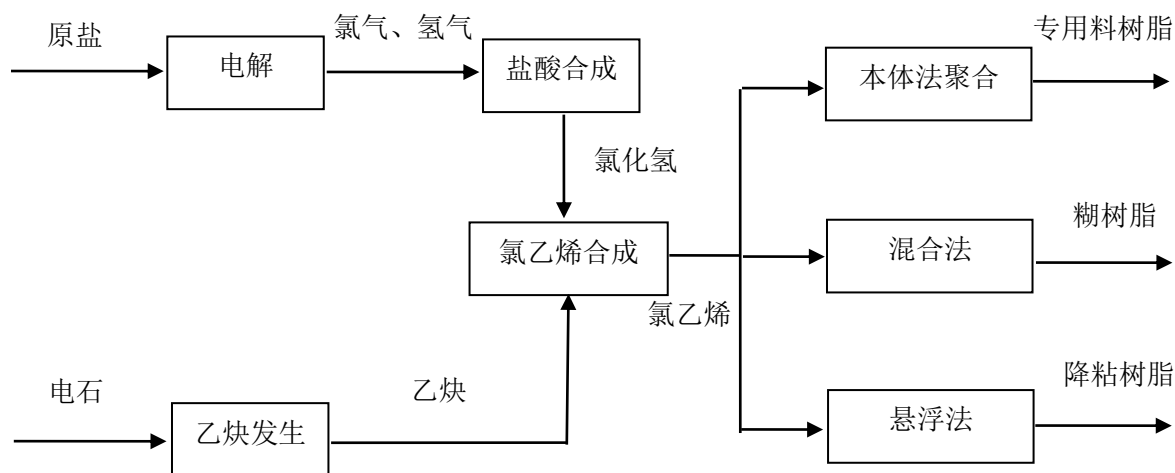 原盐
电解
氯气、氢气
盐酸合成
本体法聚合
专用料树脂
氯化氢
氯乙烯合成
氯乙烯
混合法
糊树脂
电石
乙炔发生
乙炔
悬浮法
降粘树脂